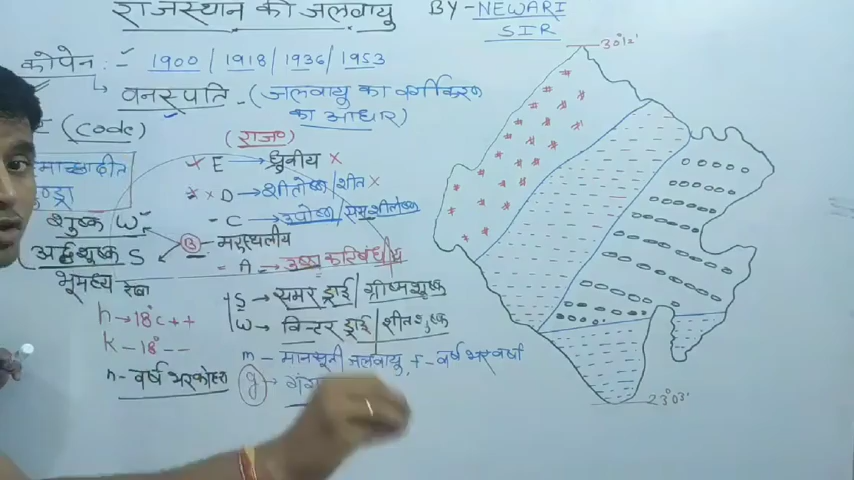 राजस्थान की जलवायु BY-NEWARI SIR
कोपेन :- 1900 / 1918 / 1936 / 1953
वनस्पति - (जलवायु का वर्गीकरण
का आधार)
(Code)
(राज०)
× E → ध्रुवीय ×
D → शीतोष्ण / शीत ×
- C →
शुष्क / W
B - मरुस्थलीय
अर्द्धशुष्क S
A → उष्ण कटिबंधीय
भूमध्य रेखा
h → 18°c ++
S → समर ड्राई / ग्रीष्मशुष्क
k - 18° --
W → विन्टर ड्राई / शीतशुष्क
n - वर्ष भर कोहरा
m - मानसूनी जलवायु, f - वर्ष भर वर्षा
g →
30°12'
23°03'